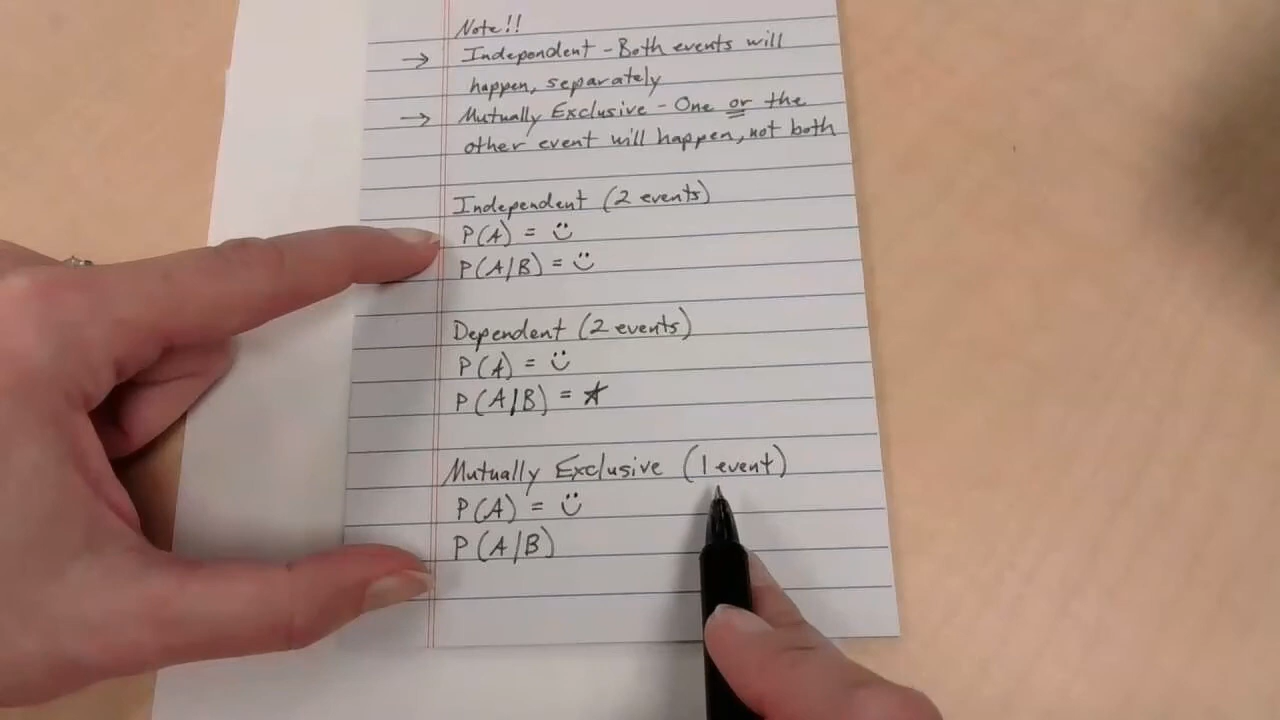 Note!!
→ Independent - Both events will
happen, separately
→ Mutually Exclusive - One or the
other event will happen, not both
Independent (2 events)
P(A) = ☺
P(A|B) = ☺
Dependent (2 events)
P(A) = ☺
P(A|B) = ☆
Mutually Exclusive (1 event)
P(A) = ☺
P(A|B)